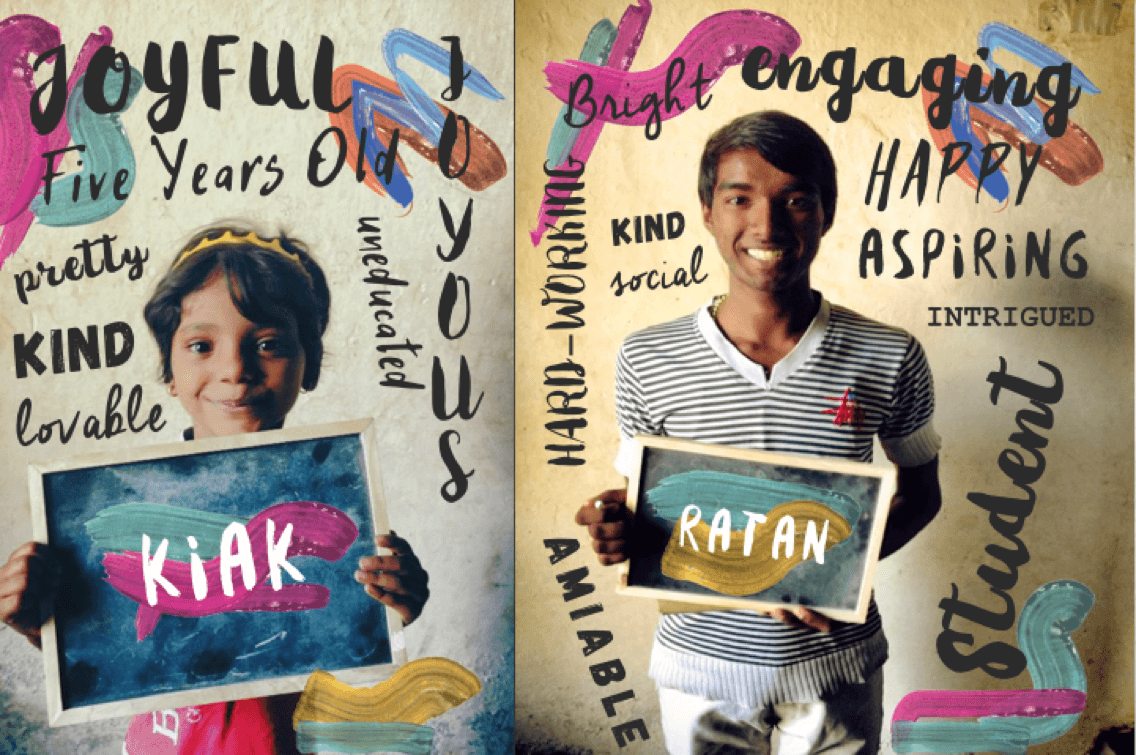 JOYFUL
Five Years Old
JOYOUS
uneducated
pretty
KIND
lovable
KiAK
Bright
engaging
HAPPY
ASPiRiNG
INTRIGUED
HARD-WORKING
KIND
social
RATAN
AMIABLE
Student